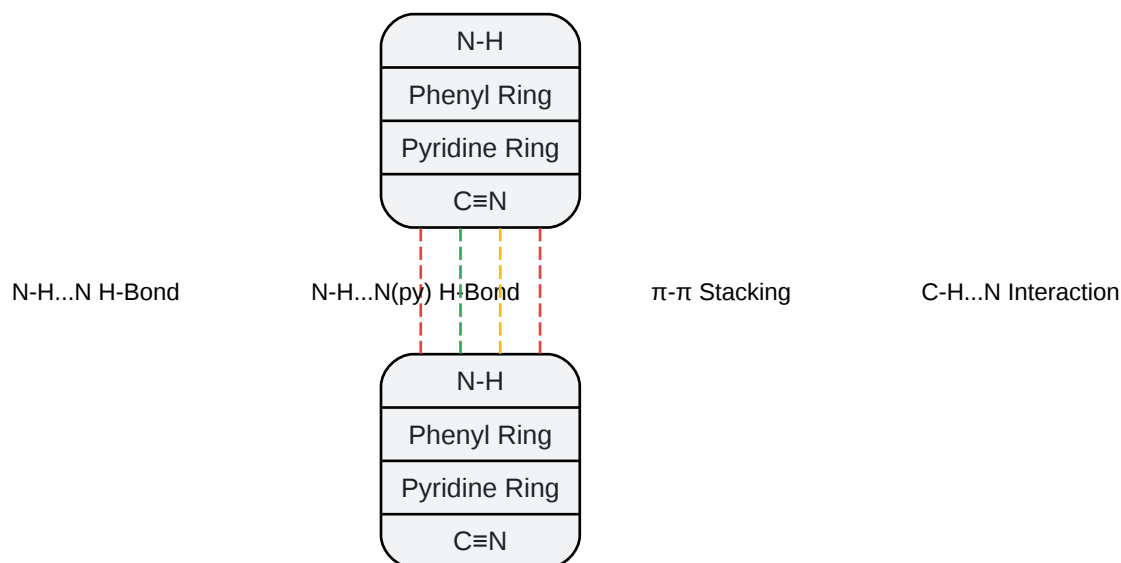 N-H
Phenyl Ring
Pyridine Ring
C≡N
N-H...N H-Bond
N-H...N(py) H-Bond
π-π Stacking
C-H...N Interaction
N-H
Phenyl Ring
Pyridine Ring
C≡N